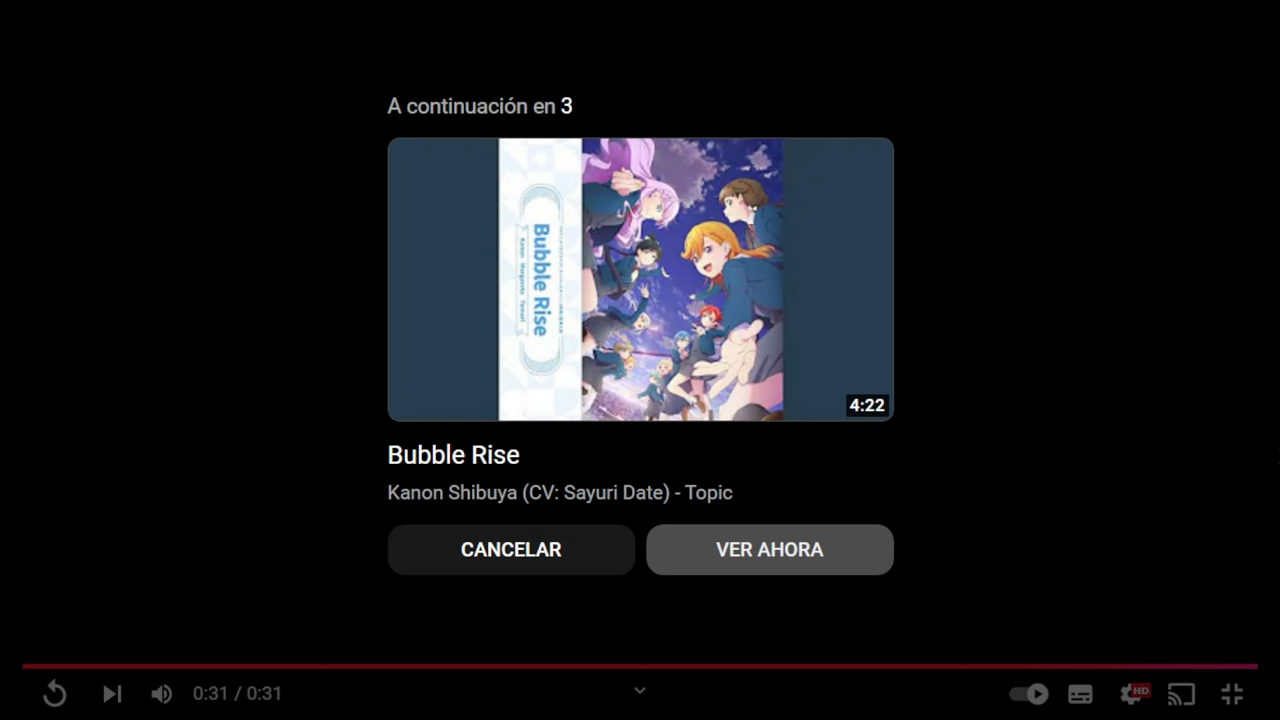 A continuación en 3
Bubble Rise
Kanon Margarete Tomari
4:22
Bubble Rise
Kanon Shibuya (CV: Sayuri Date) - Topic
CANCELAR
VER AHORA
0:31 / 0:31
HD